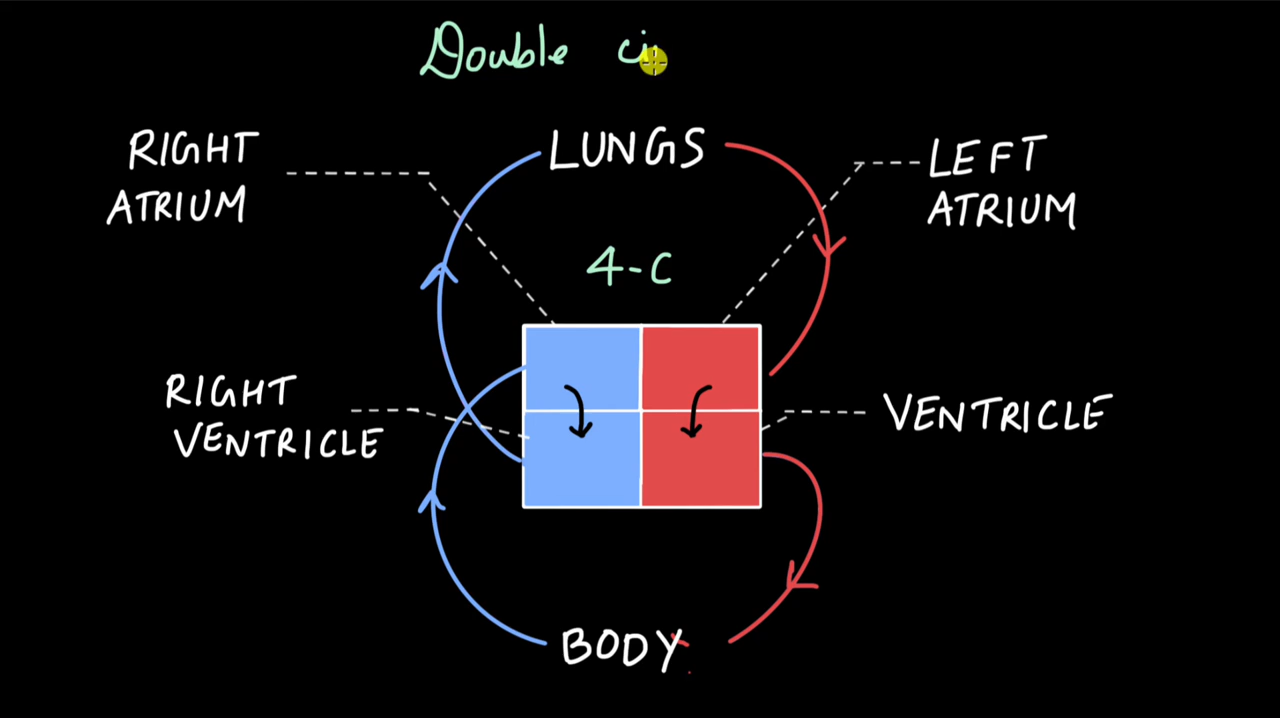 Double ci
LUNGS
RIGHT
ATRIUM
LEFT
ATRIUM
4-C
RIGHT
VENTRICLE
VENTRICLE
BODY